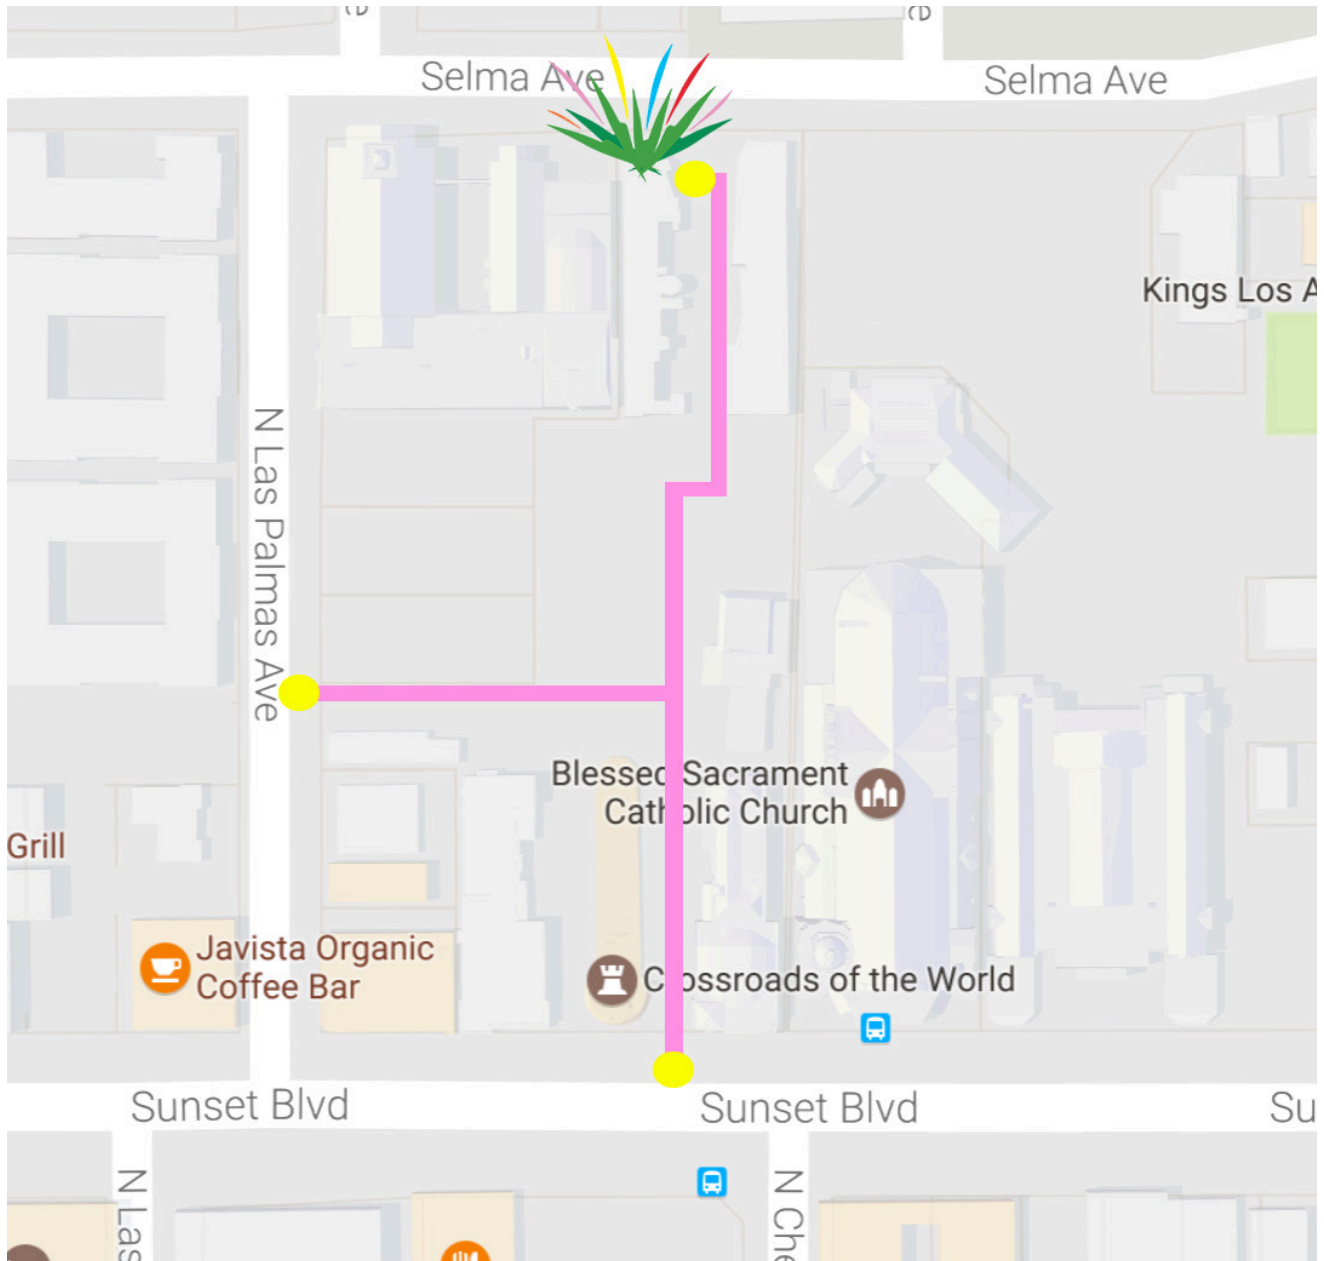 Selma Ave
Selma Ave
Kings Los A
N Las Palmas Ave
Blessed Sacrament
Catholic Church
Grill
Javista Organic
Coffee Bar
Crossroads of the World
Sunset Blvd
Sunset Blvd
Su
N Las
N Che